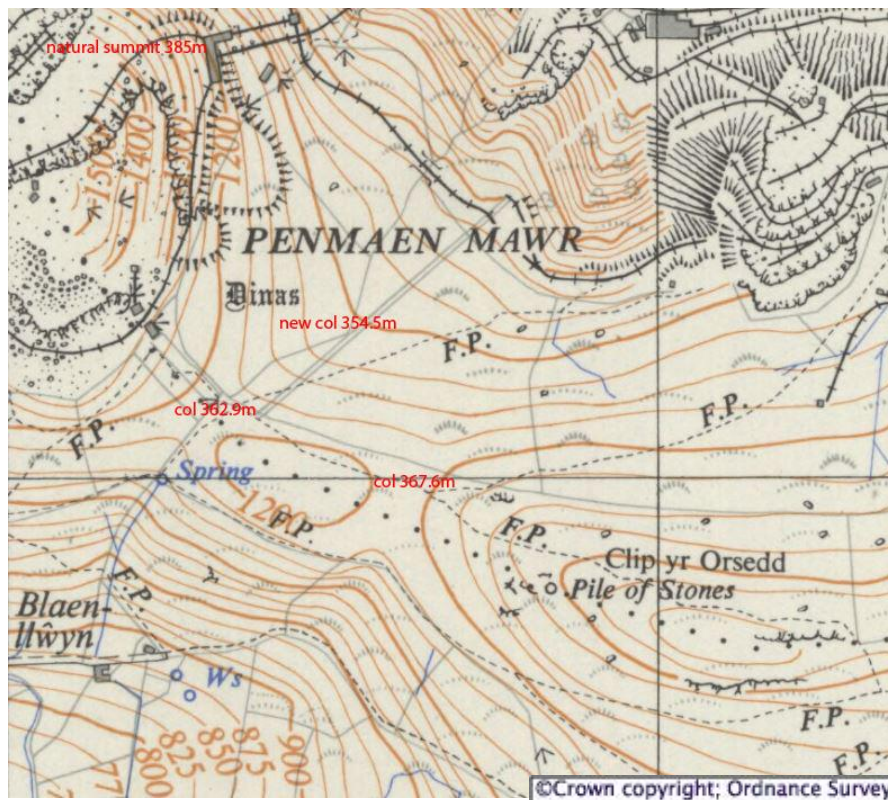 natural summit 385m
1500
1400
1200
PENMAEN MAWR
Dinas
new col 354.5m
F.P.
F.P.
col 362.9m
F.P.
Spring
col 367.6m
1200
F.P.
F.P.
Clip yr Orsedd
Pile of Stones
F.P.
Blaen-
llŵyn
Ws
F.P.
F.P.
900
875
850
825
800
©Crown copyright; Ordnance Survey